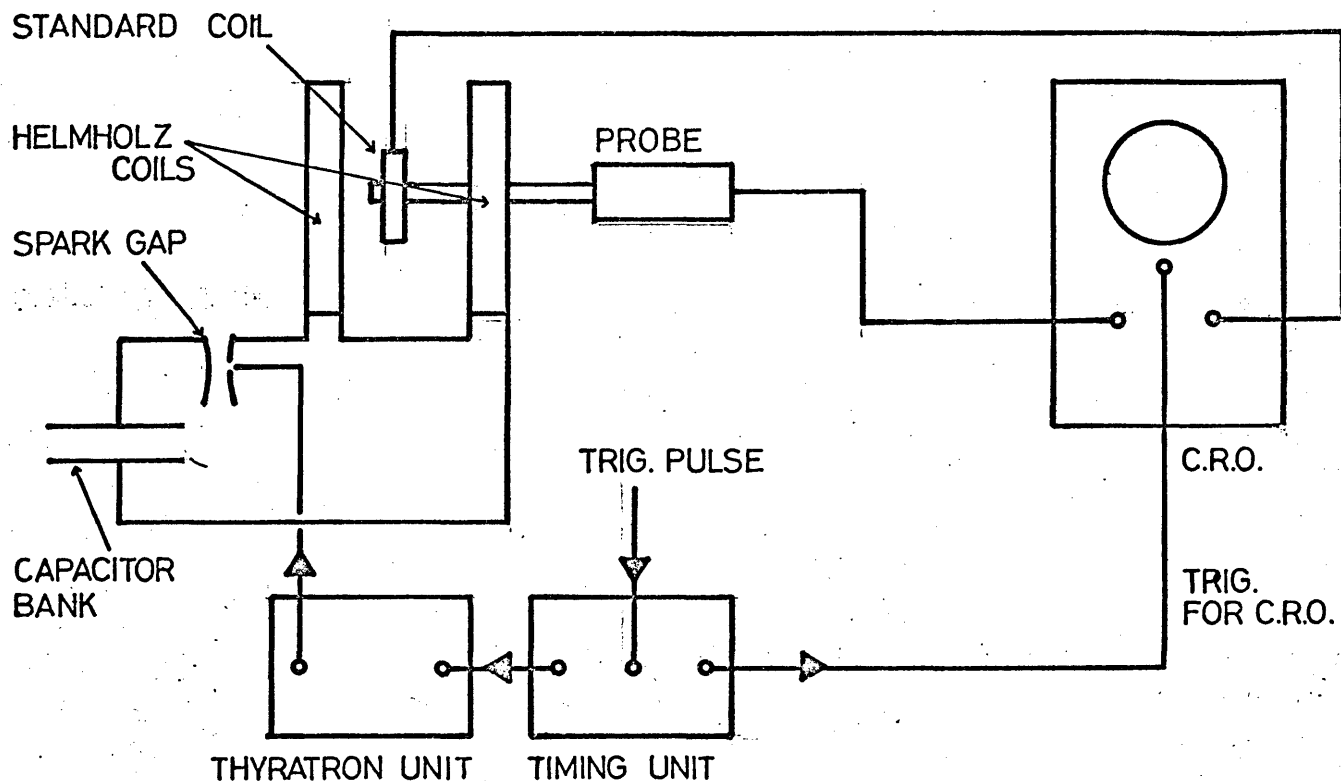 STANDARD COIL
HELMHOLZ
COILS
PROBE
SPARK GAP
TRIG. PULSE
C.R.O.
CAPACITOR
BANK
TRIG.
FOR C.R.O.
THYRATRON UNIT
TIMING UNIT